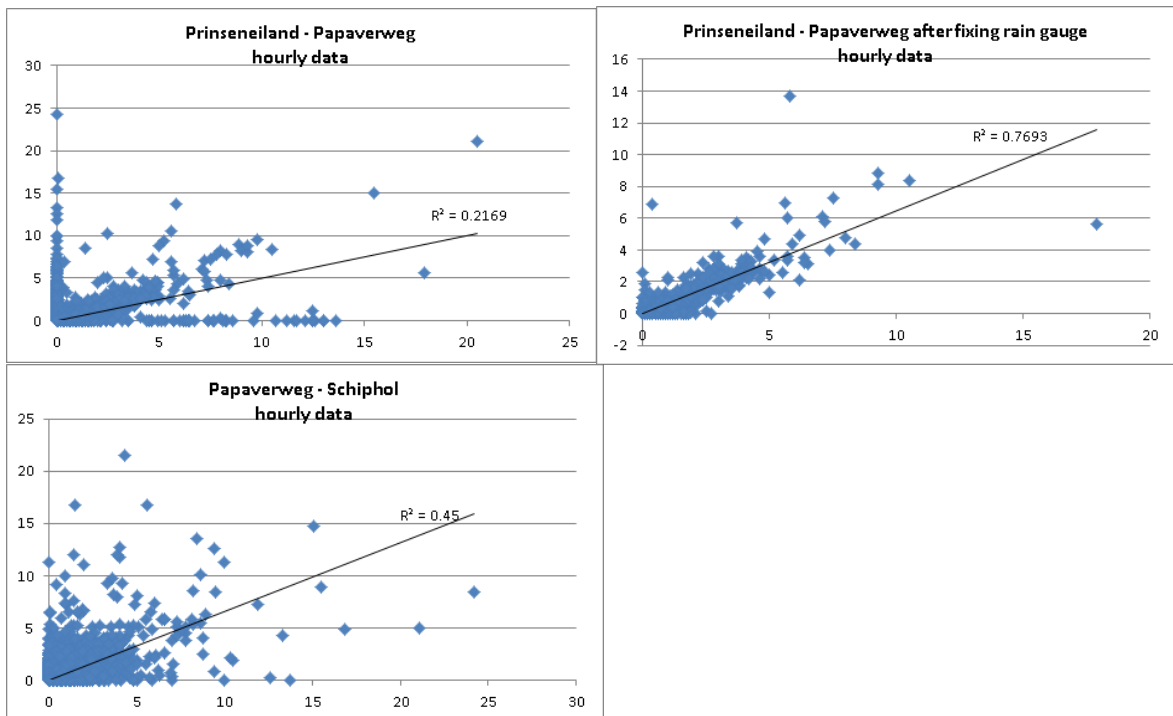 Prinseneiland - Papaverweg
hourly data
30
25
20
15
10
5
0
R² = 0.2169
0 5 10 15 20 25
Prinseneiland - Papaverweg after fixing rain gauge
hourly data
16
14
12
10
8
6
4
2
0
-2
R² = 0.7693
0 5 10 15 20
Papaverweg - Schiphol
hourly data
25
20
15
10
5
0
R² = 0.45
0 5 10 15 20 25 30